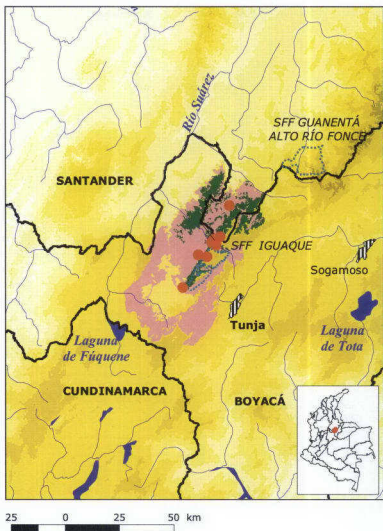 Río Suárez
SFF GUANENTÁ
ALTO RÍO FONCE
SANTANDER
SFF IGUAQUE
Sogamoso
Tunja
Laguna
de Tota
Laguna
de Fúquene
CUNDINAMARCA
BOYACÁ
25 0 25 50 km